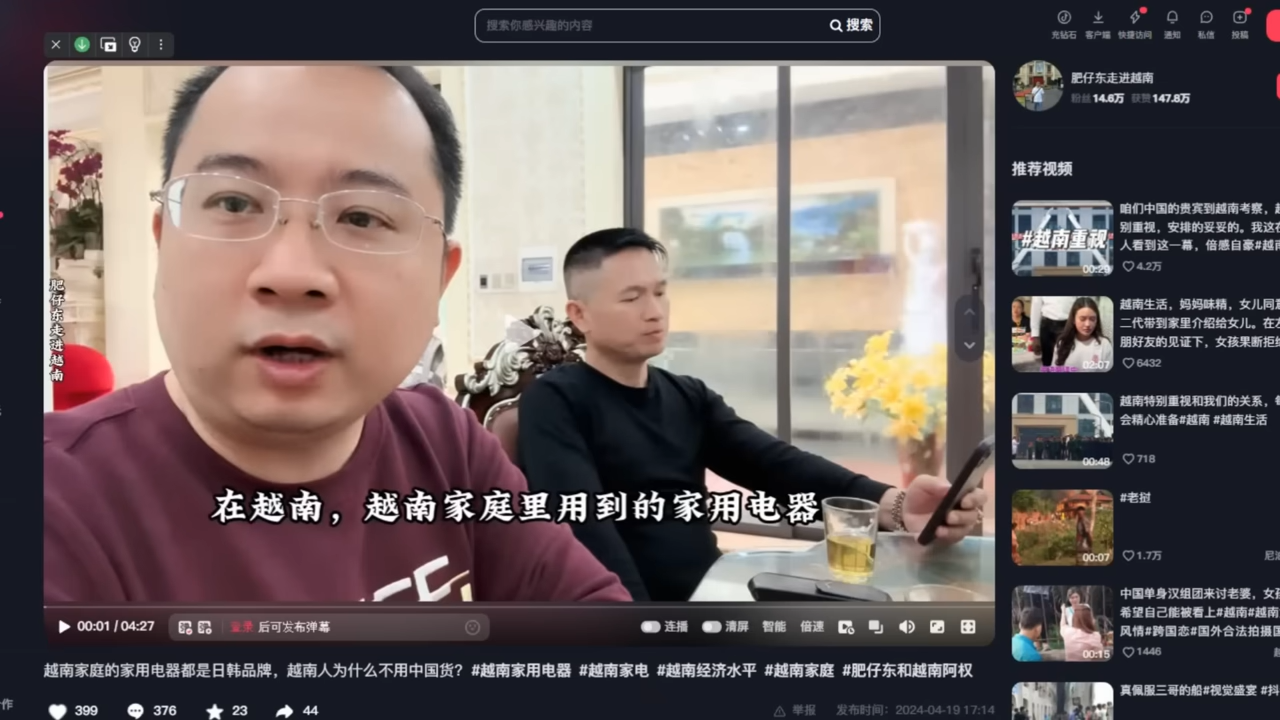 搜索你感兴趣的内容
搜索
充钻石
客户端
快捷访问
通知
私信
投稿
肥仔东走进越南
粉丝 14.6万 获赞 147.8万
推荐视频
肥仔东走进越南
在越南，越南家庭里用到的家用电器
#越南重视
00:29
咱们中国的贵宾到越南考察，
别重视，安排的妥妥的。我这在
人看到这一幕，倍感自豪#越南
4.2万
02:07
越南生活，妈妈味精，女儿同
二代带到家里介绍给女儿。在
朋好友的见证下，女孩果断拒
6432
00:48
越南特别重视和我们的关系，
会精心准备#越南 #越南生活
718
00:07
#老挝
1.7万
00:15
中国单身汉组团来讨老婆，女
希望自己能被看上#越南#越南
风情#跨国恋#国外合法拍摄
1446
真佩服三哥的船#视觉盛宴 #抖
00:01 / 04:27
登录 后可发布弹幕
连播
清屏
智能
倍速
越南家庭的家用电器都是日韩品牌，越南人为什么不用中国货？ #越南家用电器 #越南家电 #越南经济水平 #越南家庭 #肥仔东和越南阿权
399
376
23
44
举报
发布时间：2024-04-19 17:14
作